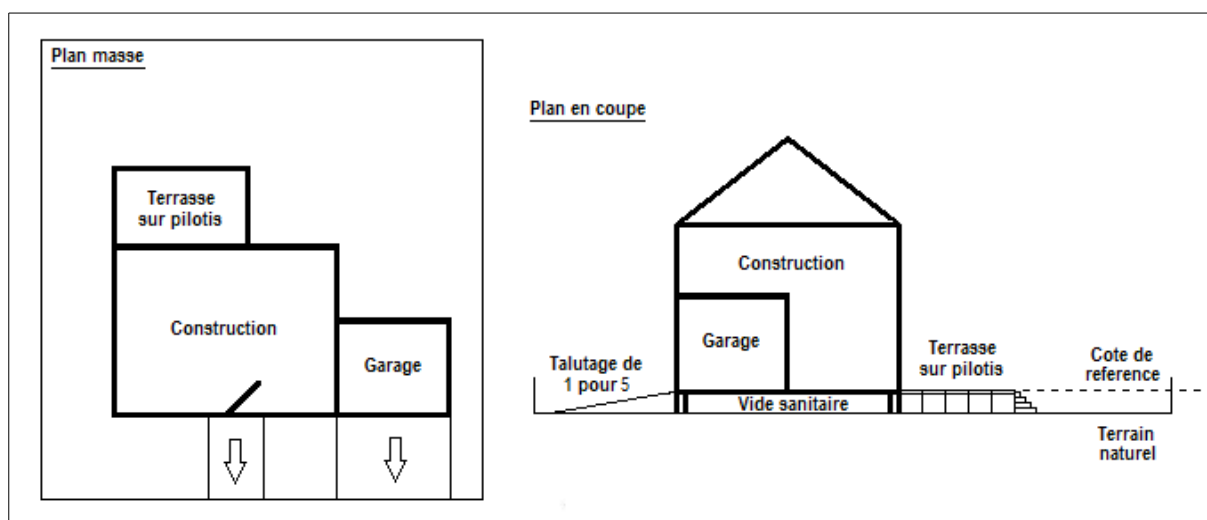 Plan masse
Terrasse
sur pilotis
Construction
Garage
Plan en coupe
Construction
Garage
Talutage de
1 pour 5
Vide sanitaire
Terrasse
sur pilotis
Cote de
reference
Terrain
naturel